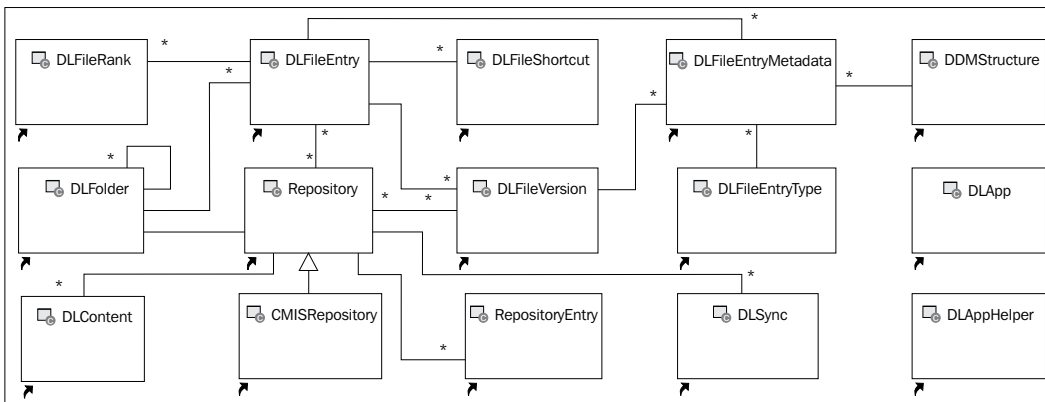 *
DLFileRank
*
DLFileEntry
*
DLFileShortcut
*
DLFileEntryMetadata
*
DDMStructure
*
*
*
*
*
DLFolder
*
Repository
*
*
*
DLFileVersion
DLFileEntryType
DLApp
*
DLContent
CMISRepository
*
RepositoryEntry
*
DLSync
DLAppHelper